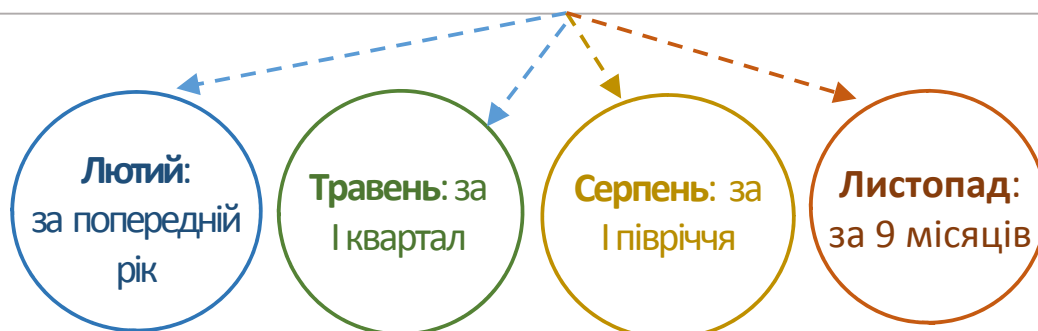 Лютий:
за попередній
рік
Травень: за
І квартал
Серпень: за
І півріччя
Листопад:
за 9 місяців